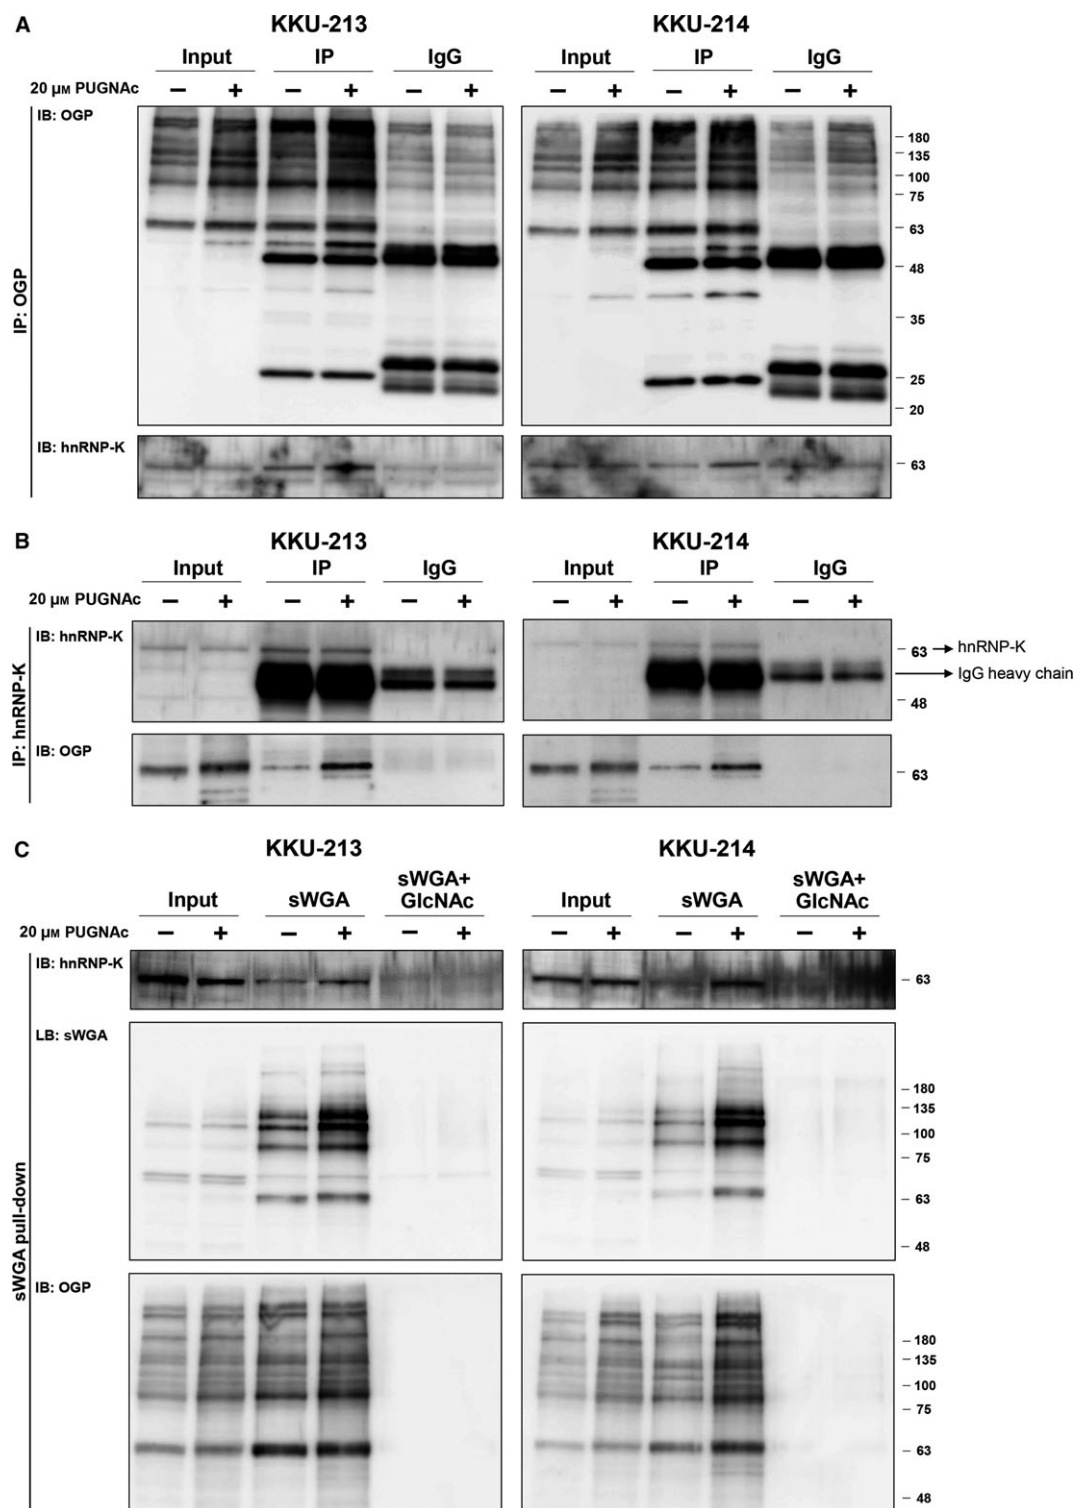 A
KKU-213
KKU-214
Input
IP
IgG
Input
IP
IgG
20 µM PUGNAc
− + − + − +
− + − + − +
IP: OGP
IB: OGP
180
135
100
75
63
48
35
25
20
IB: hnRNP-K
63
B
KKU-213
KKU-214
Input
IP
IgG
Input
IP
IgG
20 µM PUGNAc
− + − + − +
− + − + − +
IP: hnRNP-K
IB: hnRNP-K
63 → hnRNP-K
→ IgG heavy chain
48
IB: OGP
63
C
KKU-213
KKU-214
Input
sWGA
sWGA+
GlcNAc
Input
sWGA
sWGA+
GlcNAc
20 µM PUGNAc
− + − + − +
− + − + − +
sWGA pull-down
IB: hnRNP-K
63
LB: sWGA
180
135
100
75
63
48
IB: OGP
180
135
100
75
63
48